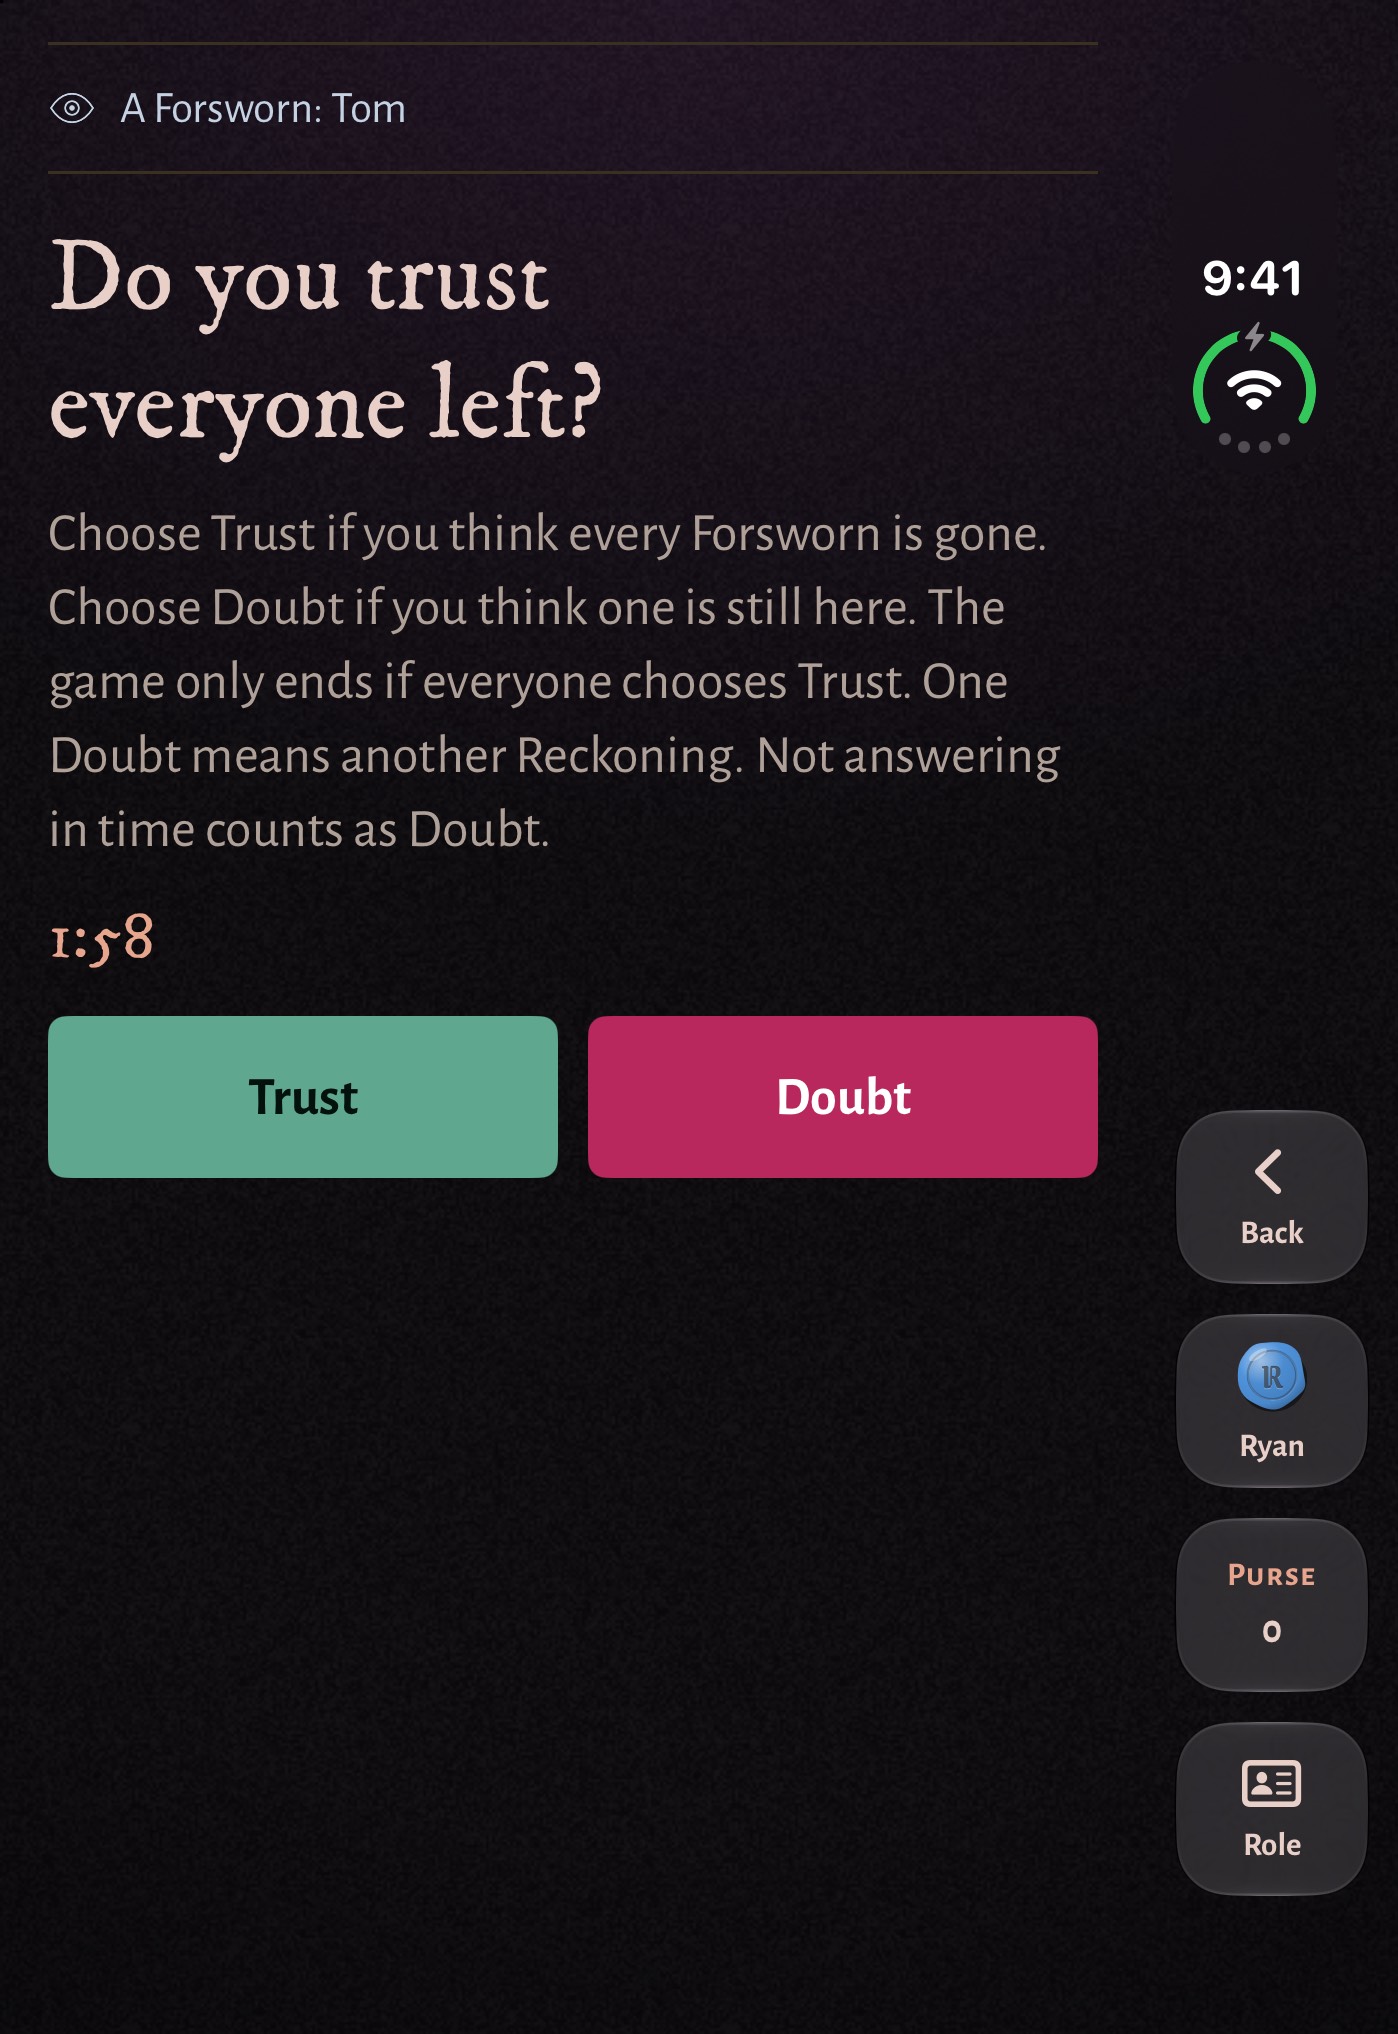 A Forsworn: Tom
Do you trust
everyone left?
Choose Trust if you think every Forsworn is gone.
Choose Doubt if you think one is still here. The
game only ends if everyone chooses Trust. One
Doubt means another Reckoning. Not answering
in time counts as Doubt.
1:58
Trust
Doubt
9:41
Back
R
Ryan
PURSE
0
Role